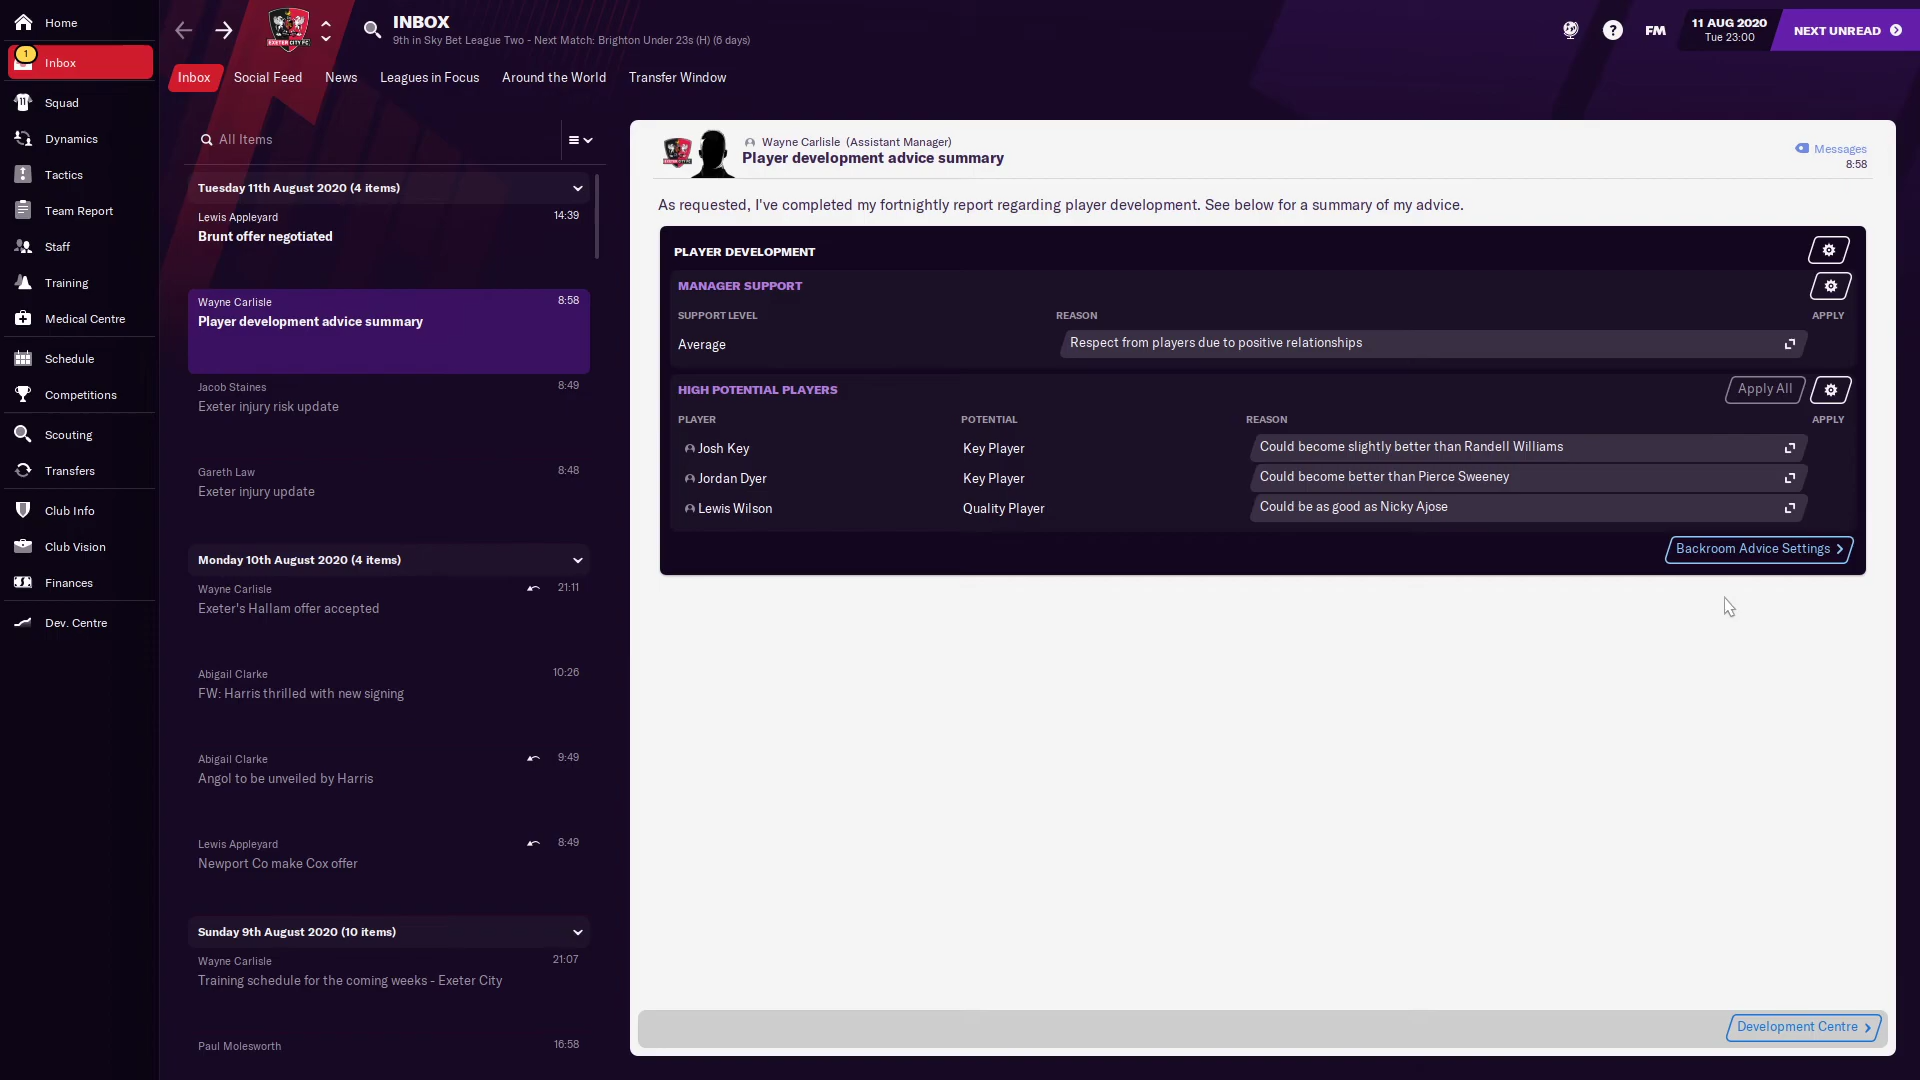 Home
1
Inbox
Squad
Dynamics
Tactics
Team Report
Staff
Training
Medical Centre
Schedule
Competitions
Scouting
Transfers
Club Info
Club Vision
Finances
Dev. Centre
EXETER CITY FC
INBOX
9th in Sky Bet League Two - Next Match: Brighton Under 23s (H) (6 days)
?
FM
11 AUG 2020
Tue 23:00
NEXT UNREAD
Inbox
Social Feed
News
Leagues in Focus
Around the World
Transfer Window
All Items
Tuesday 11th August 2020 (4 items)
Lewis Appleyard 14:39
Brunt offer negotiated
Wayne Carlisle 8:58
Player development advice summary
Jacob Staines 8:49
Exeter injury risk update
Gareth Law 8:48
Exeter injury update
Monday 10th August 2020 (4 items)
Wayne Carlisle 21:11
Exeter's Hallam offer accepted
Abigail Clarke 10:26
FW: Harris thrilled with new signing
Abigail Clarke 9:49
Angol to be unveiled by Harris
Lewis Appleyard 8:49
Newport Co make Cox offer
Sunday 9th August 2020 (10 items)
Wayne Carlisle 21:07
Training schedule for the coming weeks - Exeter City
Paul Molesworth 16:58
Wayne Carlisle (Assistant Manager)
Player development advice summary
Messages
8:58
As requested, I've completed my fortnightly report regarding player development. See below for a summary of my advice.
PLAYER DEVELOPMENT
MANAGER SUPPORT
SUPPORT LEVEL REASON APPLY
Average Respect from players due to positive relationships
HIGH POTENTIAL PLAYERS Apply All
PLAYER POTENTIAL REASON APPLY
Josh Key Key Player Could become slightly better than Randell Williams
Jordan Dyer Key Player Could become better than Pierce Sweeney
Lewis Wilson Quality Player Could be as good as Nicky Ajose
Backroom Advice Settings
Development Centre